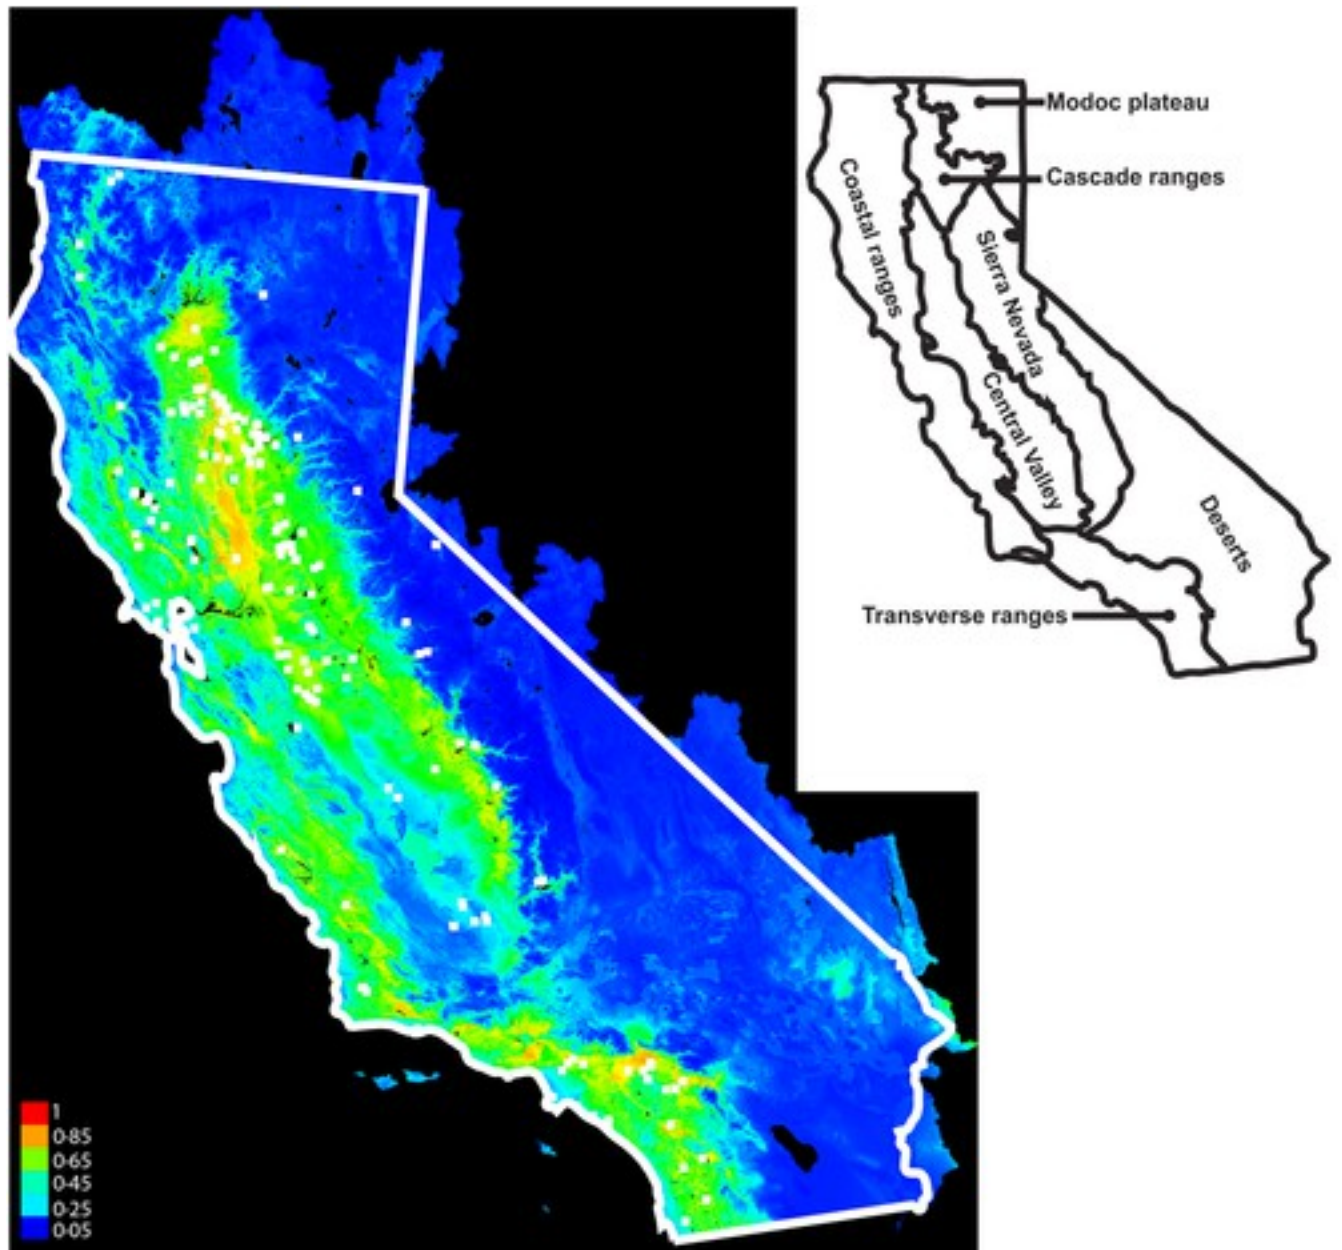 Modoc plateau
Cascade ranges
Coastal ranges
Sierra Nevada
Central Valley
Deserts
Transverse ranges
1
0·85
0·65
0·45
0·25
0·05